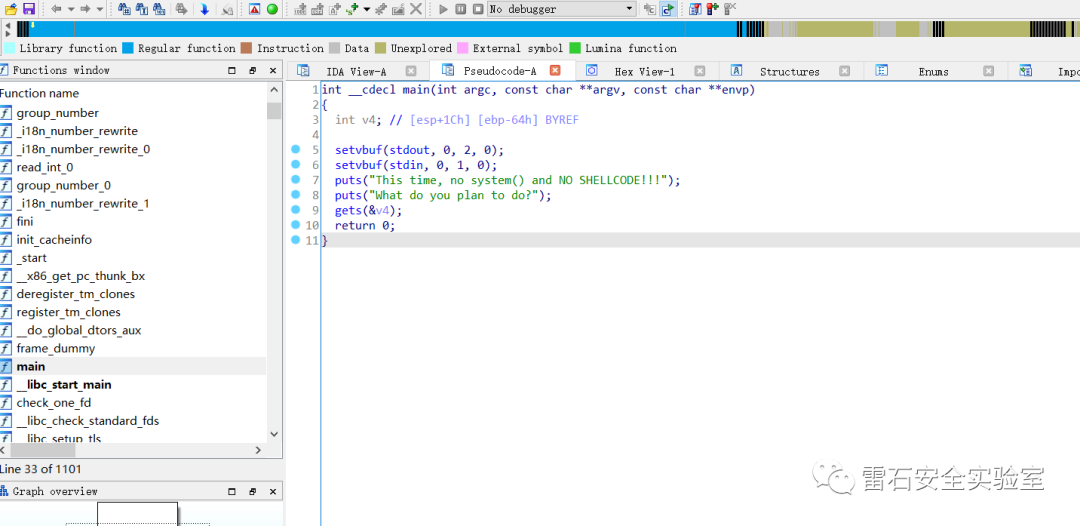 No debugger
Library function Regular function Instruction Data Unexplored External symbol Lumina function
Functions window
IDA View-A Pseudocode-A Hex View-1 Structures Enums Impo
Function name
group_number
_i18n_number_rewrite
_i18n_number_rewrite_0
read_int_0
group_number_0
_i18n_number_rewrite_1
fini
init_cacheinfo
_start
__x86_get_pc_thunk_bx
deregister_tm_clones
register_tm_clones
__do_global_dtors_aux
frame_dummy
main
__libc_start_main
check_one_fd
__libc_check_standard_fds
__libc_setup_tls
Line 33 of 1101
Graph overview
1 int __cdecl main(int argc, const char **argv, const char **envp)
2 {
3 int v4; // [esp+1Ch] [ebp-64h] BYREF
4
5 setvbuf(stdout, 0, 2, 0);
6 setvbuf(stdin, 0, 1, 0);
7 puts("This time, no system() and NO SHELLCODE!!!");
8 puts("What do you plan to do?");
9 gets(&v4);
10 return 0;
11 }
雷石安全实验室